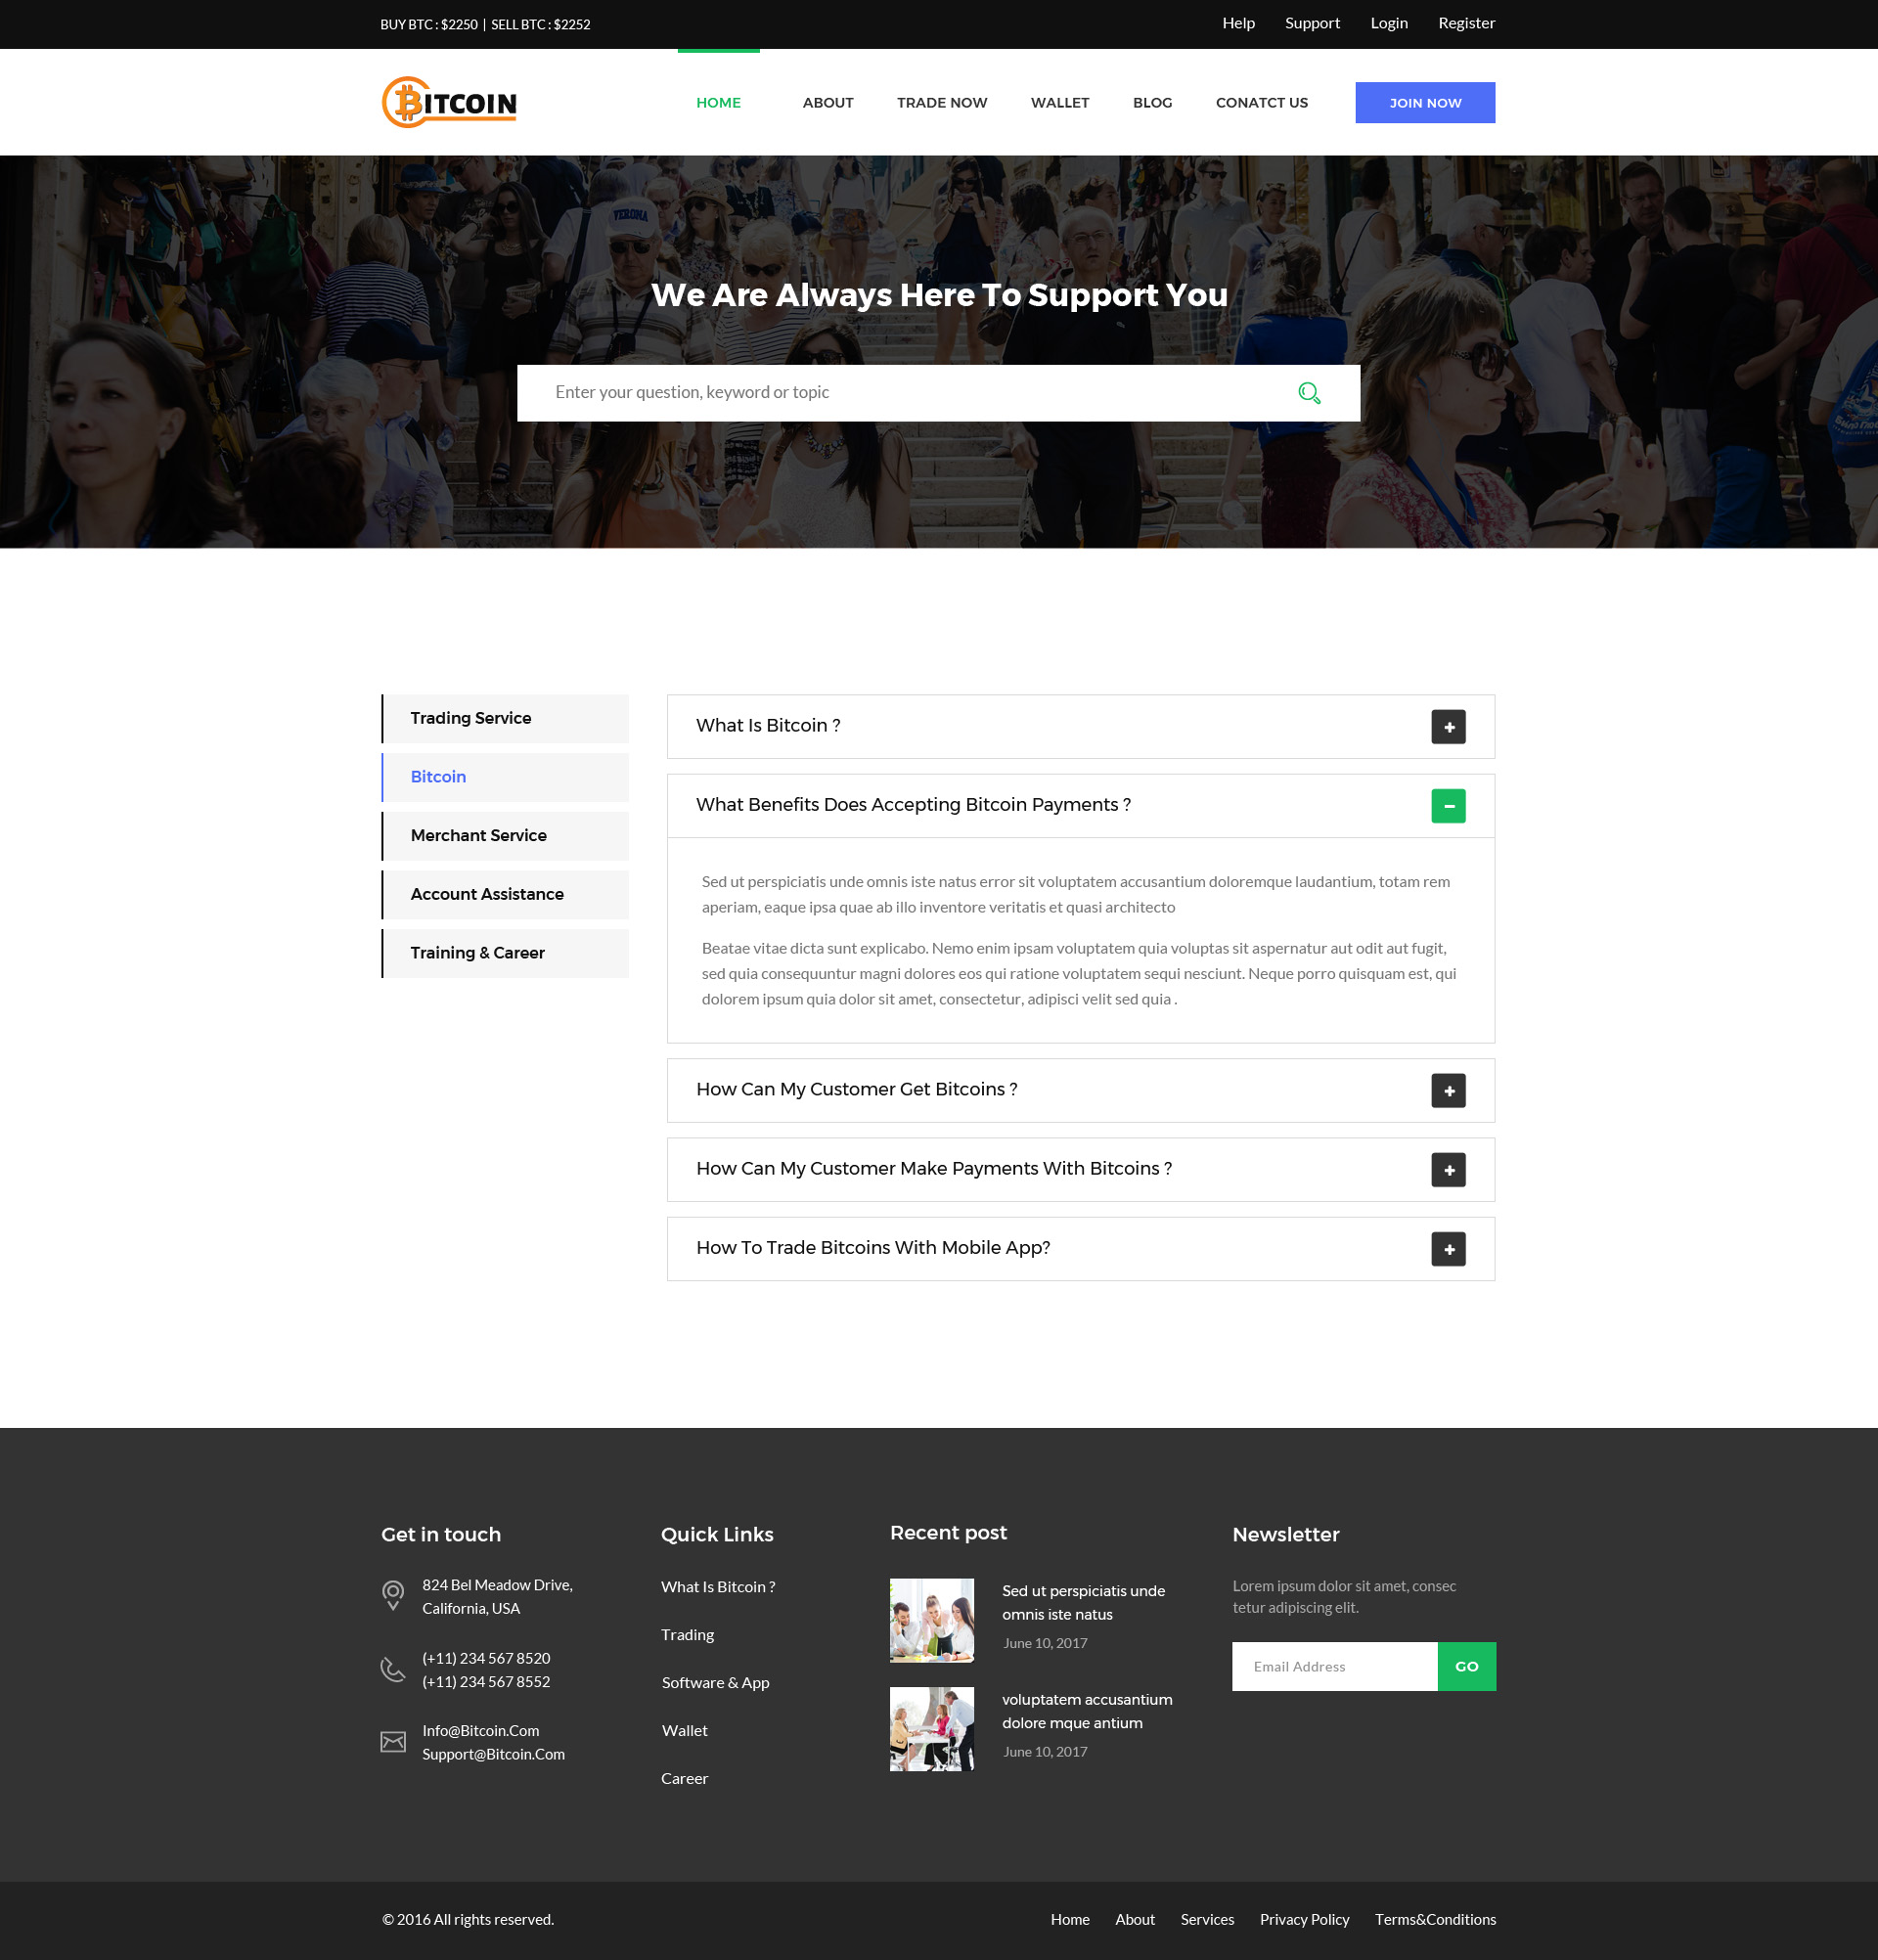 BUY BTC : $2250 | SELL BTC : $2252
Help Support Login Register
BITCOIN
HOME ABOUT TRADE NOW WALLET BLOG CONATCT US JOIN NOW
VERONA
We Are Always Here To Support You
Enter your question, keyword or topic
Trading Service
Bitcoin
Merchant Service
Account Assistance
Training & Career
What Is Bitcoin ?
What Benefits Does Accepting Bitcoin Payments ?
Sed ut perspiciatis unde omnis iste natus error sit voluptatem accusantium doloremque laudantium, totam rem
aperiam, eaque ipsa quae ab illo inventore veritatis et quasi architecto
Beatae vitae dicta sunt explicabo. Nemo enim ipsam voluptatem quia voluptas sit aspernatur aut odit aut fugit,
sed quia consequuntur magni dolores eos qui ratione voluptatem sequi nesciunt. Neque porro quisquam est, qui
dolorem ipsum quia dolor sit amet, consectetur, adipisci velit sed quia .
How Can My Customer Get Bitcoins ?
How Can My Customer Make Payments With Bitcoins ?
How To Trade Bitcoins With Mobile App?
Get in touch
824 Bel Meadow Drive,
California, USA
(+11) 234 567 8520
(+11) 234 567 8552
Info@Bitcoin.Com
Support@Bitcoin.Com
Quick Links
What Is Bitcoin ?
Trading
Software & App
Wallet
Career
Recent post
Sed ut perspiciatis unde
omnis iste natus
June 10, 2017
voluptatem accusantium
dolore mque antium
June 10, 2017
Newsletter
Lorem ipsum dolor sit amet, consec
tetur adipiscing elit.
Email Address GO
© 2016 All rights reserved.
Home About Services Privacy Policy Terms&Conditions